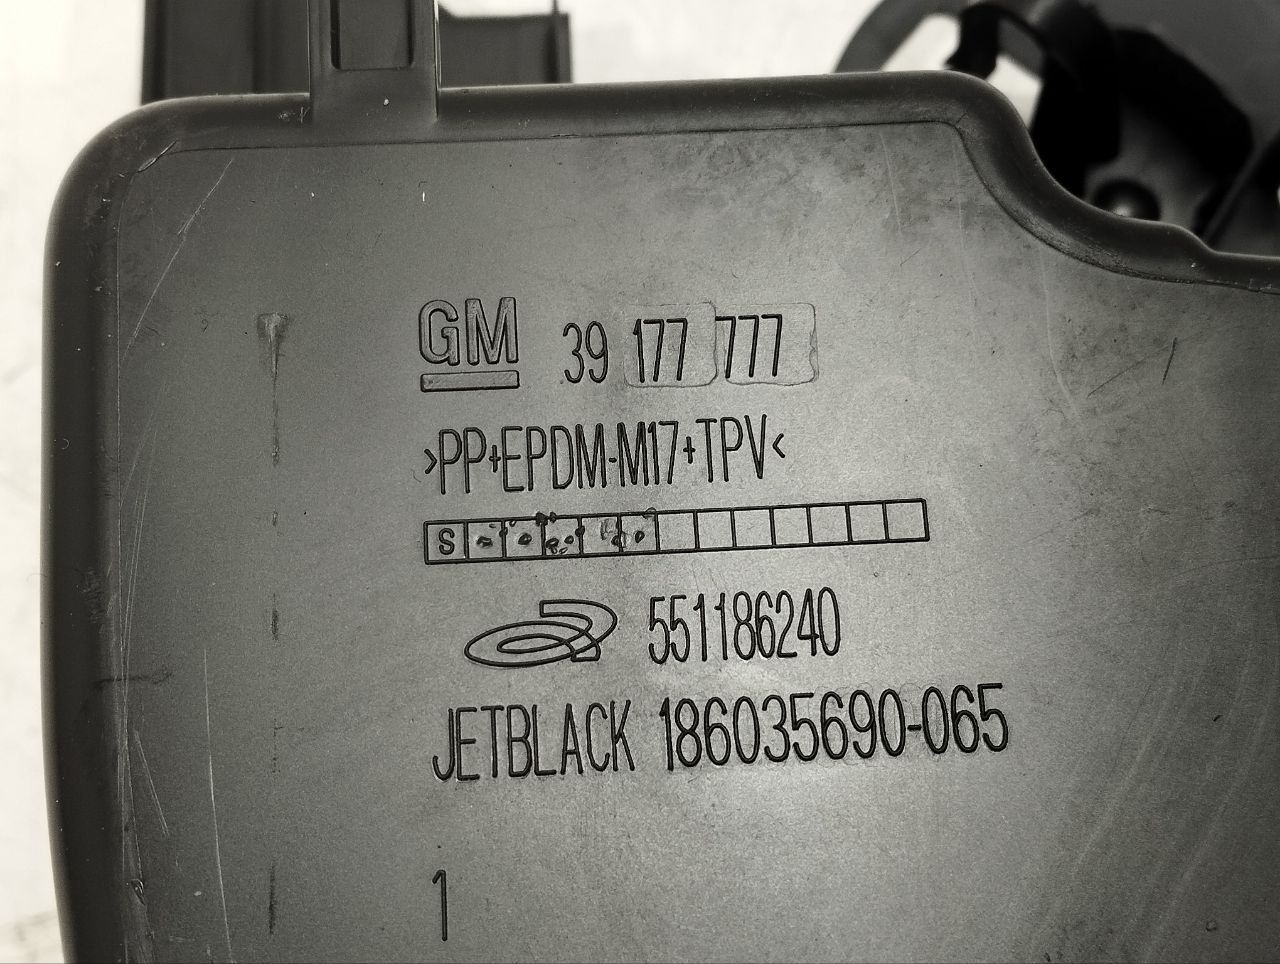 GM 39 177 777
>PP+EPDM-M17+TPV<
S
551186240
JETBLACK 186035690-065
1